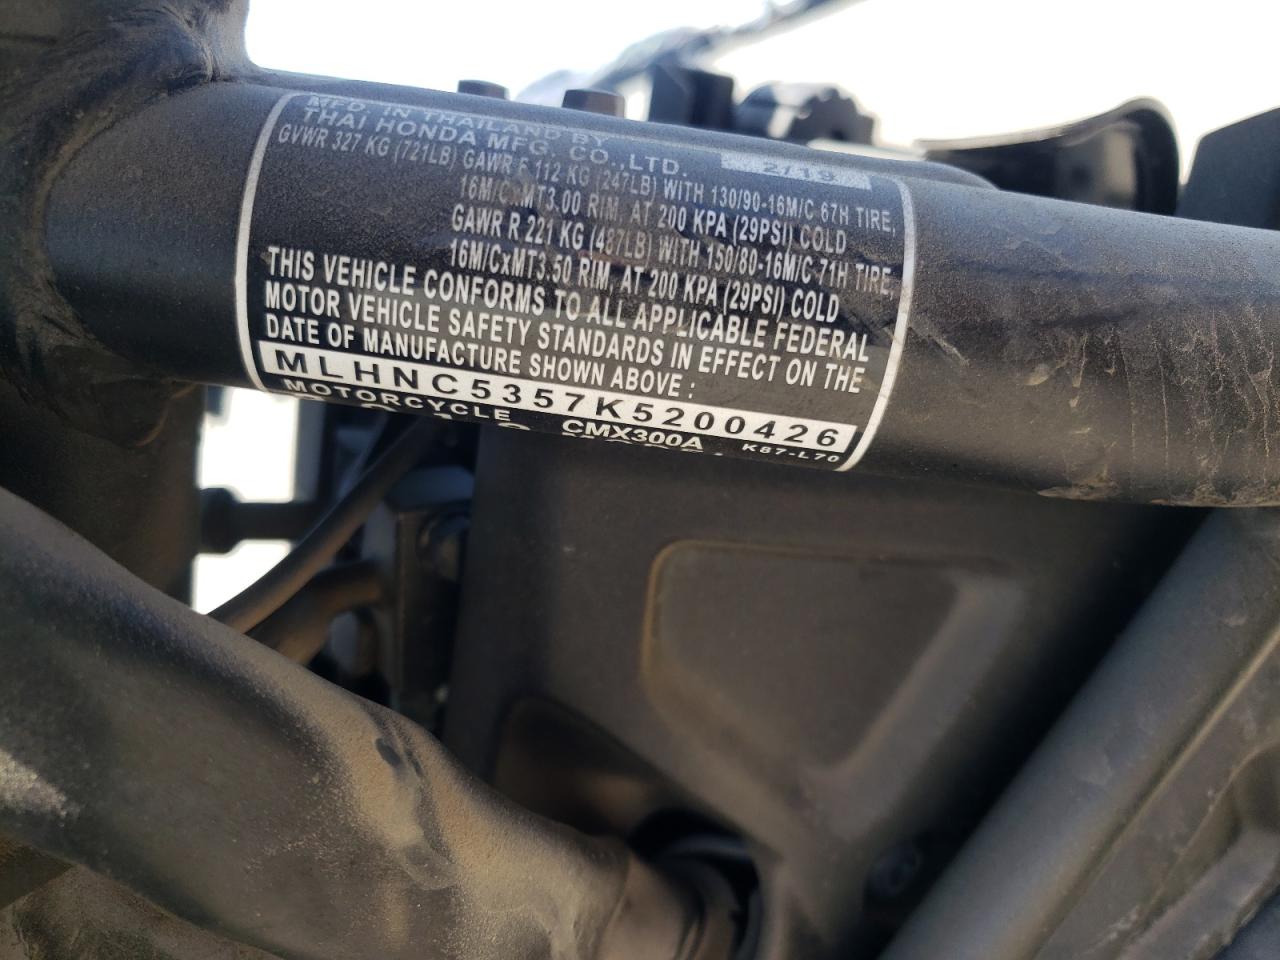 MFD. IN THAILAND BY
THAI HONDA MFG. CO.,LTD. 2/19
GVWR 327 KG (721LB) GAWR F 112 KG (247LB) WITH 130/90-16M/C 67H TIRE,
16M/CxMT3.00 RIM, AT 200 KPA (29PSI) COLD
GAWR R 221 KG (487LB) WITH 150/80-16M/C 71H TIRE,
16M/CxMT3.50 RIM, AT 200 KPA (29PSI) COLD
THIS VEHICLE CONFORMS TO ALL APPLICABLE FEDERAL
MOTOR VEHICLE SAFETY STANDARDS IN EFFECT ON THE
DATE OF MANUFACTURE SHOWN ABOVE :
MLHNC5357K5200426
MOTORCYCLE CMX300A K87-L70